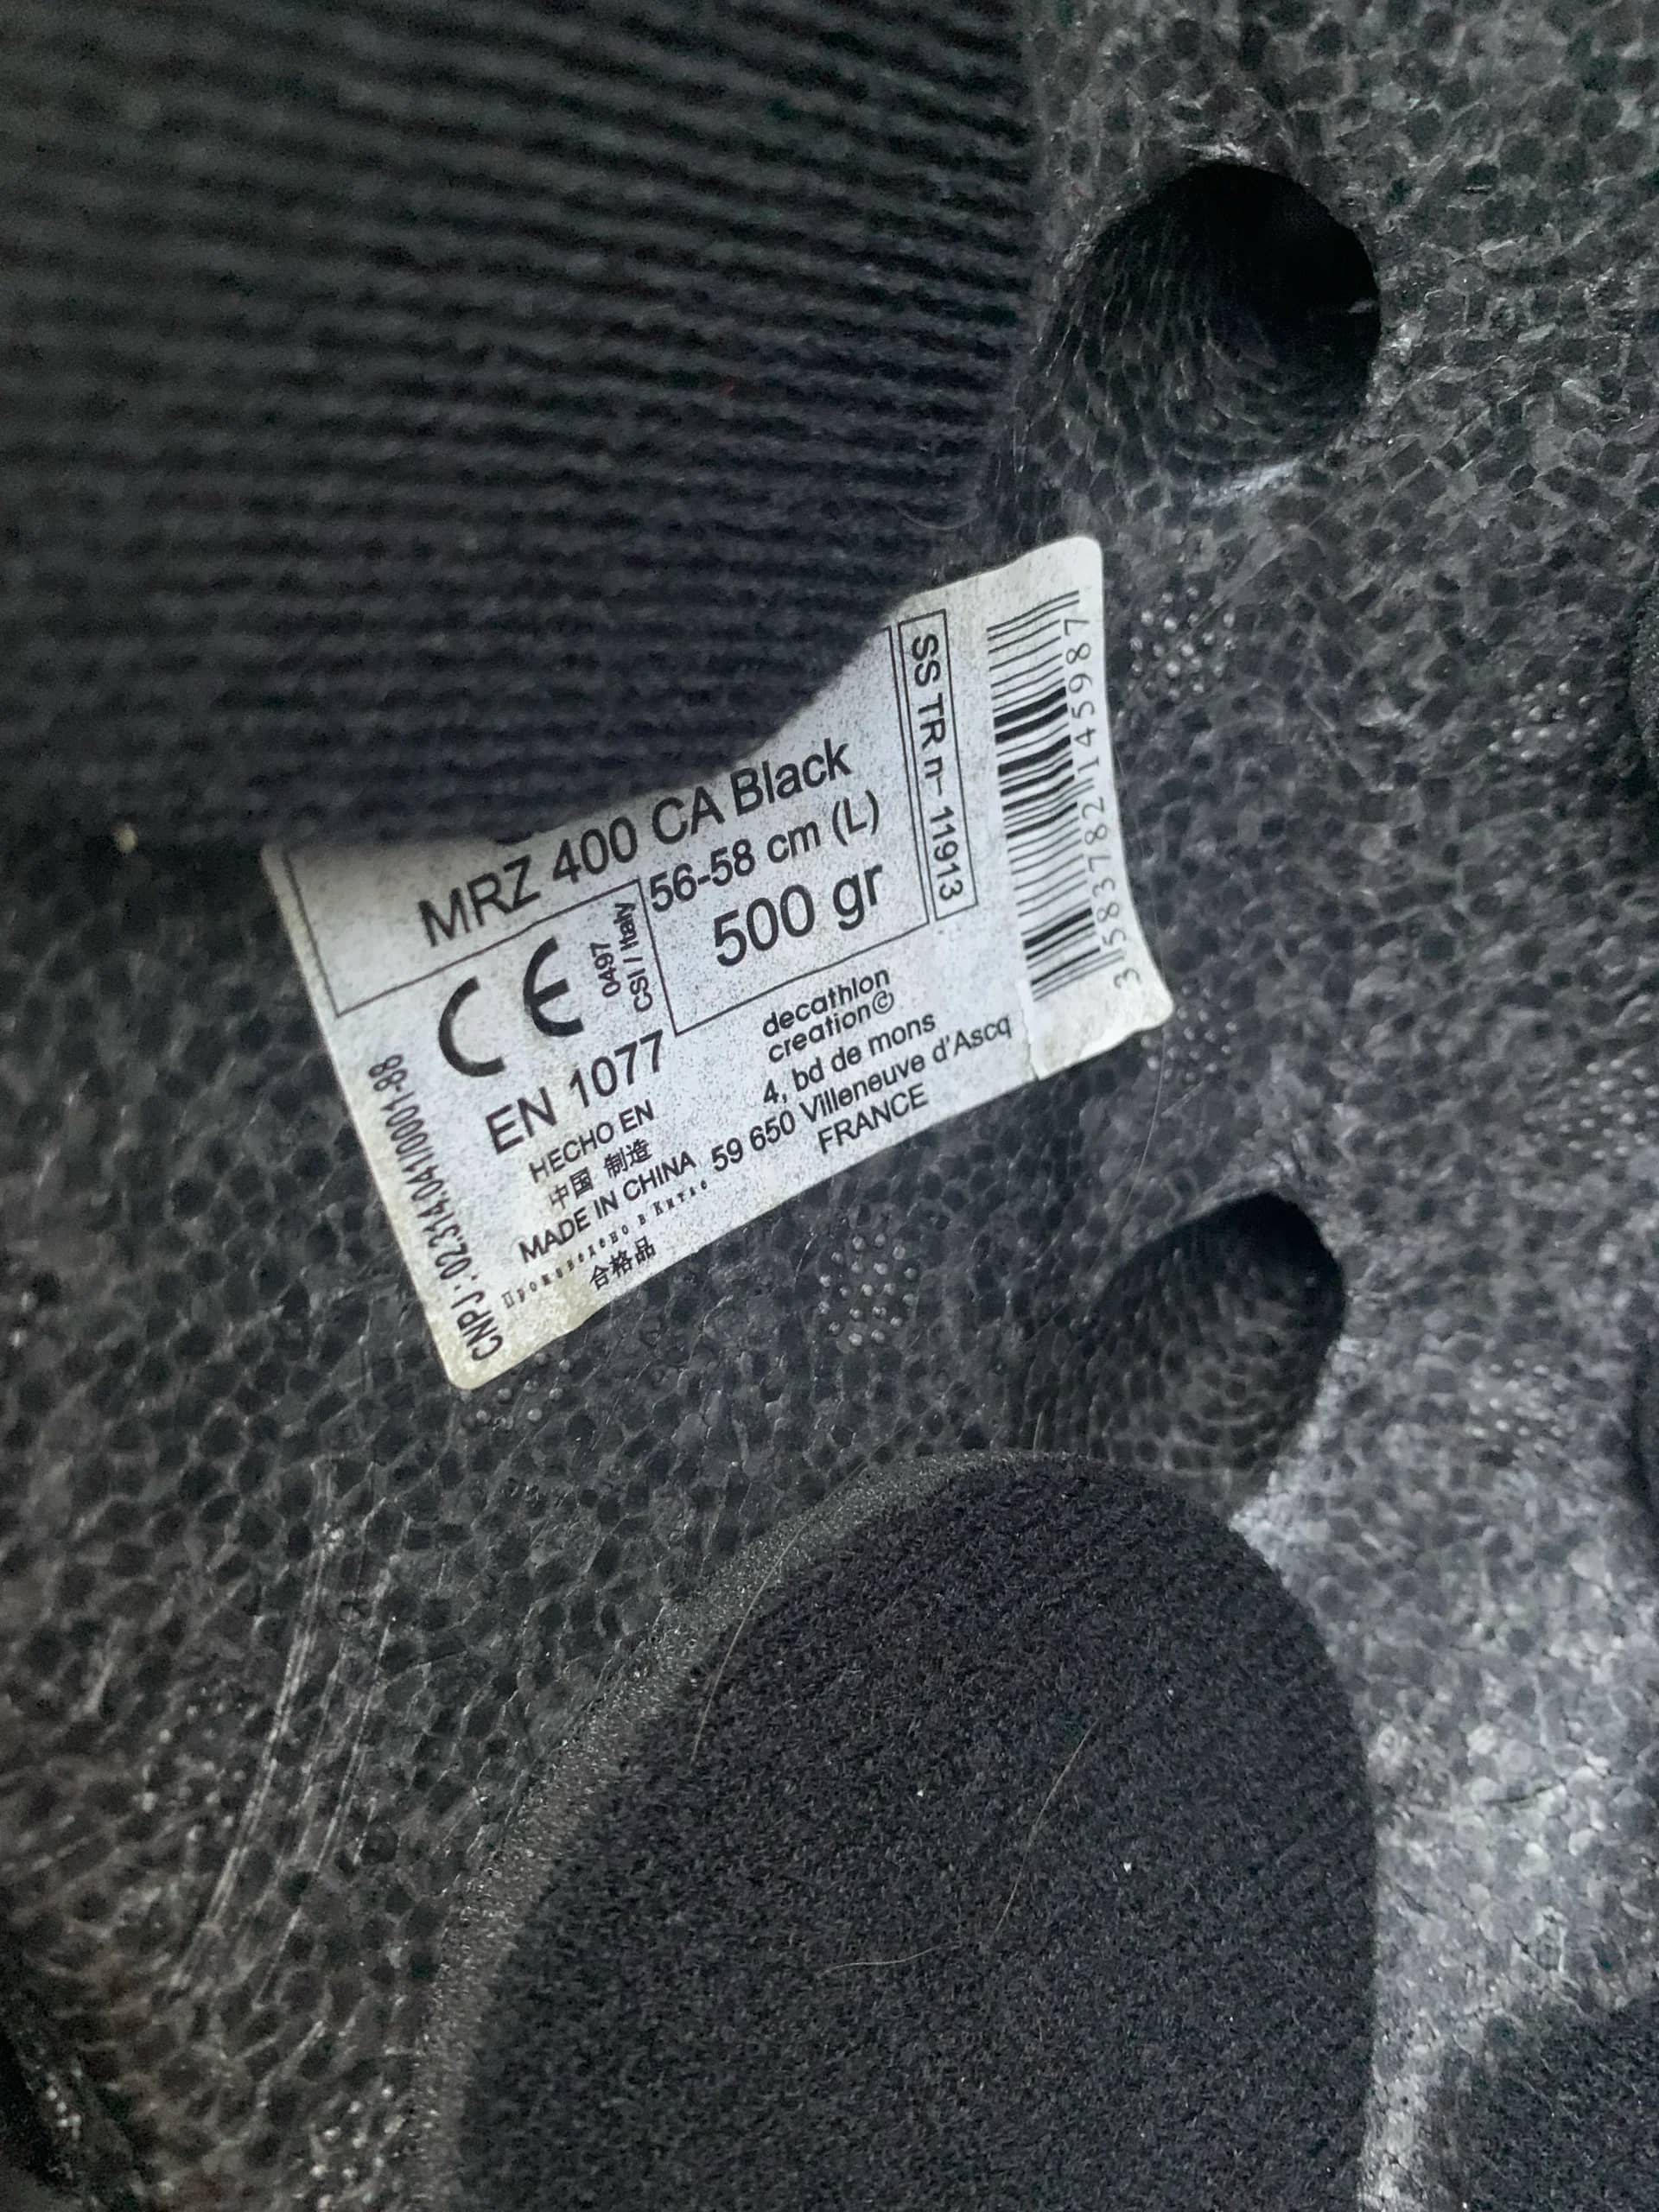 MRZ 400 CA Black
56-58 cm (L)
500 gr
CE
0497
CSI / Italy
EN 1077
HECHO EN
中国 制造
MADE IN CHINA
合格品
decathlon
creation©
4, bd de mons
59 650 Villeneuve d'Ascq
FRANCE
CNPJ : 02.314.041/0001-88
SS TR n- 11913
3583782145987